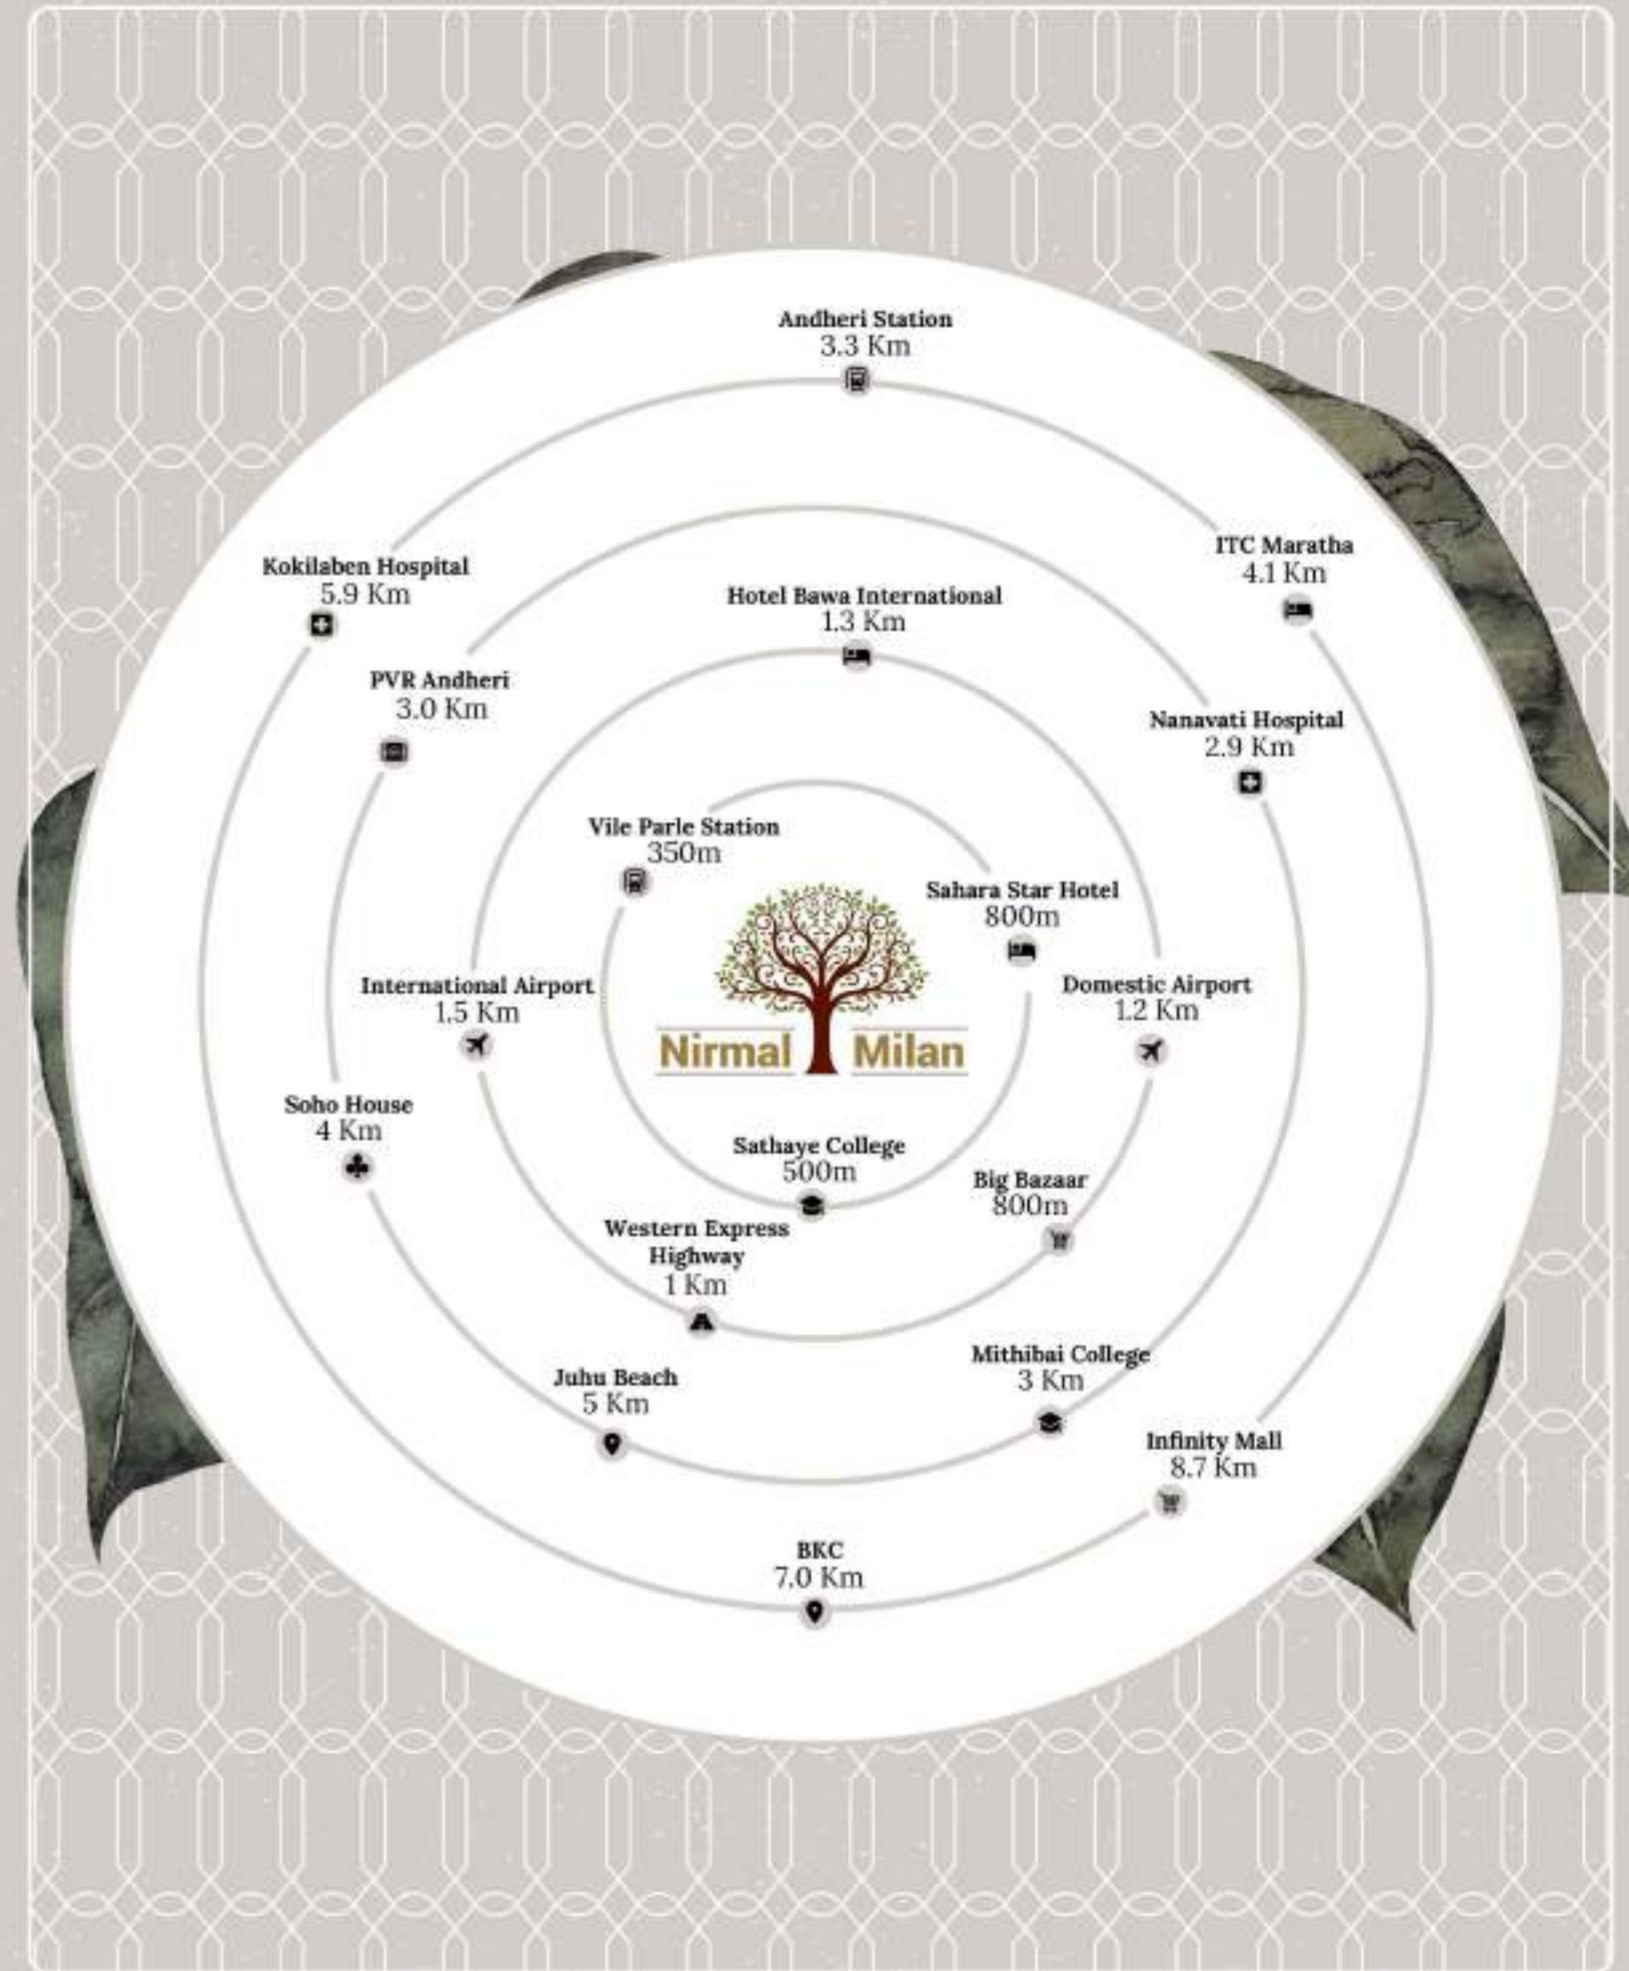 Andheri Station
3.3 Km
ITC Maratha
4.1 Km
Kokilaben Hospital
5.9 Km
Hotel Bawa International
1.3 Km
PVR Andheri
3.0 Km
Nanavati Hospital
2.9 Km
Vile Parle Station
350m
Sahara Star Hotel
800m
International Airport
1.5 Km
Domestic Airport
1.2 Km
Nirmal Milan
Soho House
4 Km
Sathaye College
500m
Big Bazaar
800m
Western Express
Highway
1 Km
Mithibai College
3 Km
Juhu Beach
5 Km
Infinity Mall
8.7 Km
BKC
7.0 Km